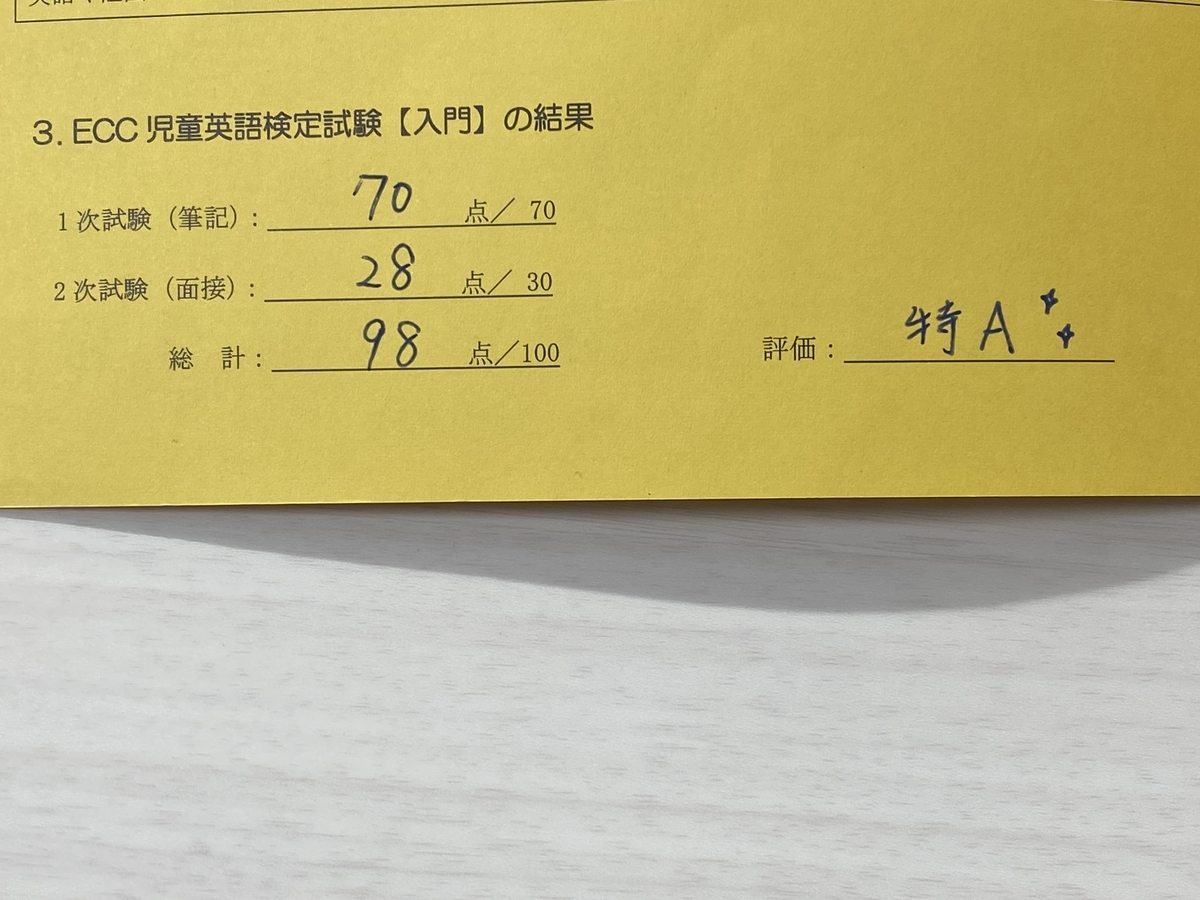 3. ECC 児童英語検定試験【入門】の結果
1次試験（筆記）: 70 点／ 70
2次試験（面接）: 28 点／ 30
総 計: 98 点／100
評価: 特A